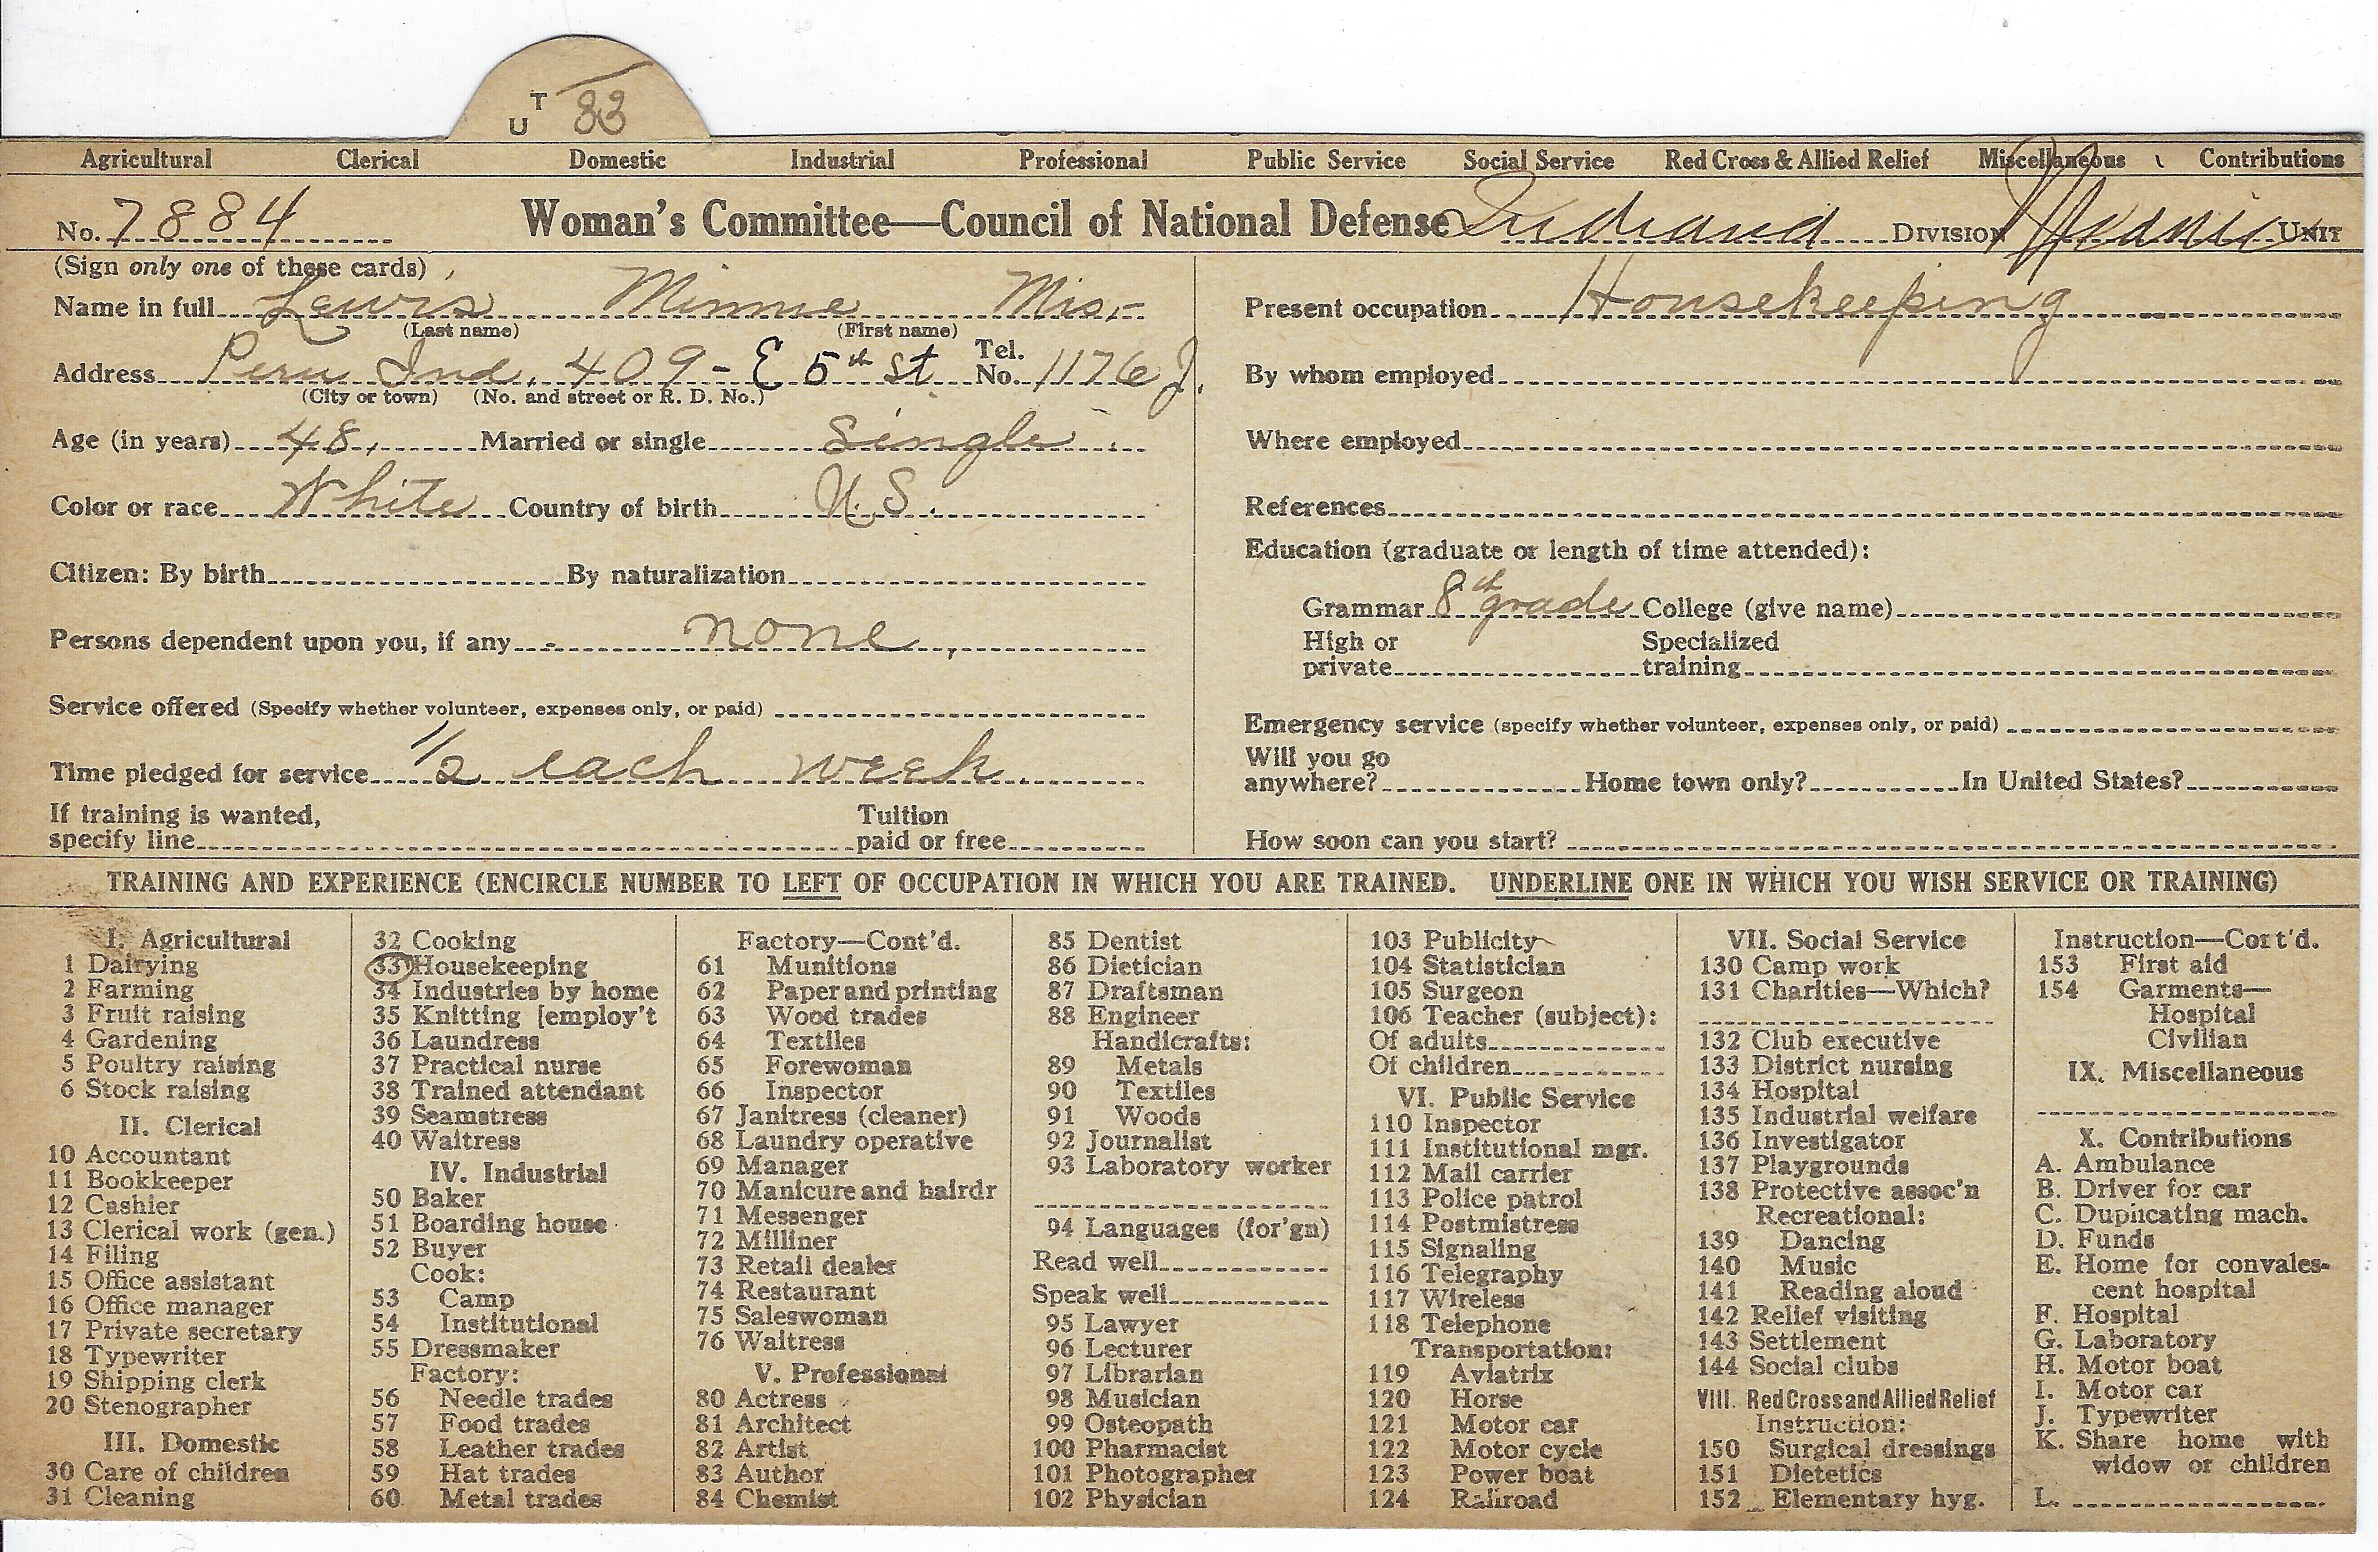 T
U 33
Agricultural Clerical Domestic Industrial Professional Public Service Social Service Red Cross & Allied Relief Miscellaneous Contributions
No. 7884 Woman's Committee—Council of National Defense Indiana DIVISION UNIT
(Sign only one of these cards)
Name in full Lewis Minnie Mis,-
(Last name) (First name)
Address Peru Ind. 409 - E 5th St Tel. No. 1176 J.
(City or town) (No. and street or R. D. No.)
Age (in years) 48. Married or single Single
Color or race White Country of birth U.S.
Citizen: By birth By naturalization
Persons dependent upon you, if any none
Service offered (Specify whether volunteer, expenses only, or paid)
Time pledged for service 1/2 each week
If training is wanted, Tuition
specify line paid or free
Present occupation Housekeeping
By whom employed
Where employed
References
Education (graduate or length of time attended):
Grammar 8th grade College (give name)
High or Specialized
private training
Emergency service (specify whether volunteer, expenses only, or paid)
Will you go
anywhere? Home town only? In United States?
How soon can you start?
TRAINING AND EXPERIENCE (ENCIRCLE NUMBER TO LEFT OF OCCUPATION IN WHICH YOU ARE TRAINED. UNDERLINE ONE IN WHICH YOU WISH SERVICE OR TRAINING)
I. Agricultural
1 Dairying
2 Farming
3 Fruit raising
4 Gardening
5 Poultry raising
6 Stock raising
II. Clerical
10 Accountant
11 Bookkeeper
12 Cashier
13 Clerical work (gen.)
14 Filing
15 Office assistant
16 Office manager
17 Private secretary
18 Typewriter
19 Shipping clerk
20 Stenographer
III. Domestic
30 Care of children
31 Cleaning
32 Cooking
33 Housekeeping
34 Industries by home
35 Knitting [employ't
36 Laundress
37 Practical nurse
38 Trained attendant
39 Seamstress
40 Waitress
IV. Industrial
50 Baker
51 Boarding house
52 Buyer
Cook:
53 Camp
54 Institutional
55 Dressmaker
Factory:
56 Needle trades
57 Food trades
58 Leather trades
59 Hat trades
60 Metal trades
Factory—Cont'd.
61 Munitions
62 Paper and printing
63 Wood trades
64 Textiles
65 Forewoman
66 Inspector
67 Janitress (cleaner)
68 Laundry operative
69 Manager
70 Manicure and hairdr
71 Messenger
72 Milliner
73 Retail dealer
74 Restaurant
75 Saleswoman
76 Waitress
V. Professional
80 Actress
81 Architect
82 Artist
83 Author
84 Chemist
85 Dentist
86 Dietician
87 Draftsman
88 Engineer
Handicrafts:
89 Metals
90 Textiles
91 Woods
92 Journalist
93 Laboratory worker
94 Languages (for'gn)
Read well
Speak well
95 Lawyer
96 Lecturer
97 Librarian
98 Musician
99 Osteopath
100 Pharmacist
101 Photographer
102 Physician
103 Publicity
104 Statistician
105 Surgeon
106 Teacher (subject):
Of adults
Of children
VI. Public Service
110 Inspector
111 Institutional mgr.
112 Mail carrier
113 Police patrol
114 Postmistress
115 Signaling
116 Telegraphy
117 Wireless
118 Telephone
Transportation:
119 Aviatrix
120 Horse
121 Motor car
122 Motor cycle
123 Power boat
124 Railroad
VII. Social Service
130 Camp work
131 Charities—Which?
132 Club executive
133 District nursing
134 Hospital
135 Industrial welfare
136 Investigator
137 Playgrounds
138 Protective assoc'n
Recreational:
139 Dancing
140 Music
141 Reading aloud
142 Relief visiting
143 Settlement
144 Social clubs
VIII. Red Cross and Allied Relief
Instruction:
150 Surgical dressings
151 Dietetics
152 Elementary hyg.
Instruction—Cont'd.
153 First aid
154 Garments—
Hospital
Civilian
IX. Miscellaneous
X. Contributions
A. Ambulance
B. Driver for car
C. Duplicating mach.
D. Funds
E. Home for convales-
cent hospital
F. Hospital
G. Laboratory
H. Motor boat
I. Motor car
J. Typewriter
K. Share home with
widow or children
L.